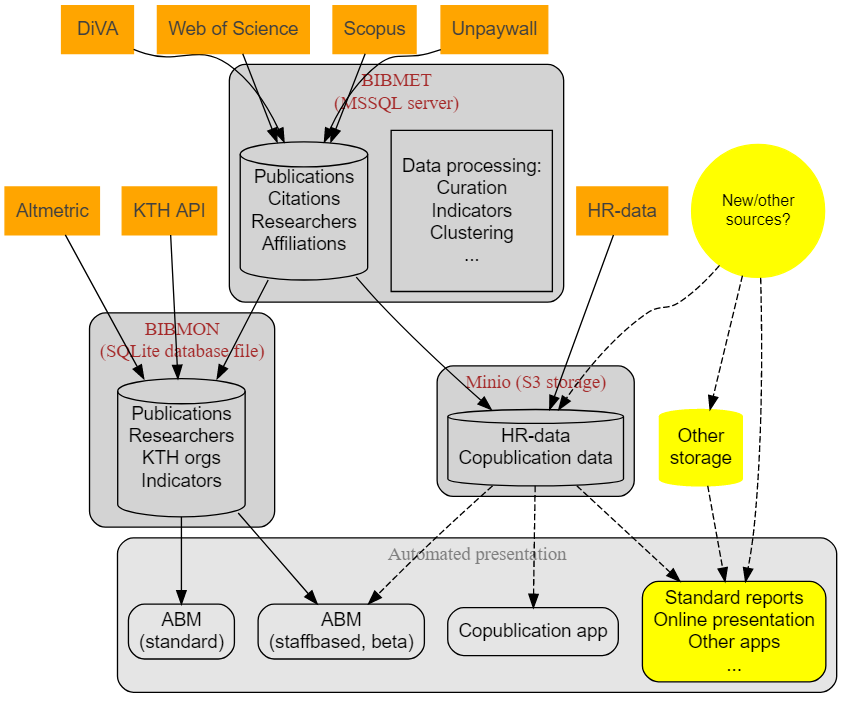 DiVA
Web of Science
Scopus
Unpaywall
BIBMET
(MSSQL server)
Publications
Citations
Researchers
Affiliations
Data processing:
Curation
Indicators
Clustering
...
Altmetric
KTH API
HR-data
New/other
sources?
BIBMON
(SQLite database file)
Publications
Researchers
KTH orgs
Indicators
Minio (S3 storage)
HR-data
Copublication data
Other
storage
Automated presentation
ABM
(standard)
ABM
(staffbased, beta)
Copublication app
Standard reports
Online presentation
Other apps
...